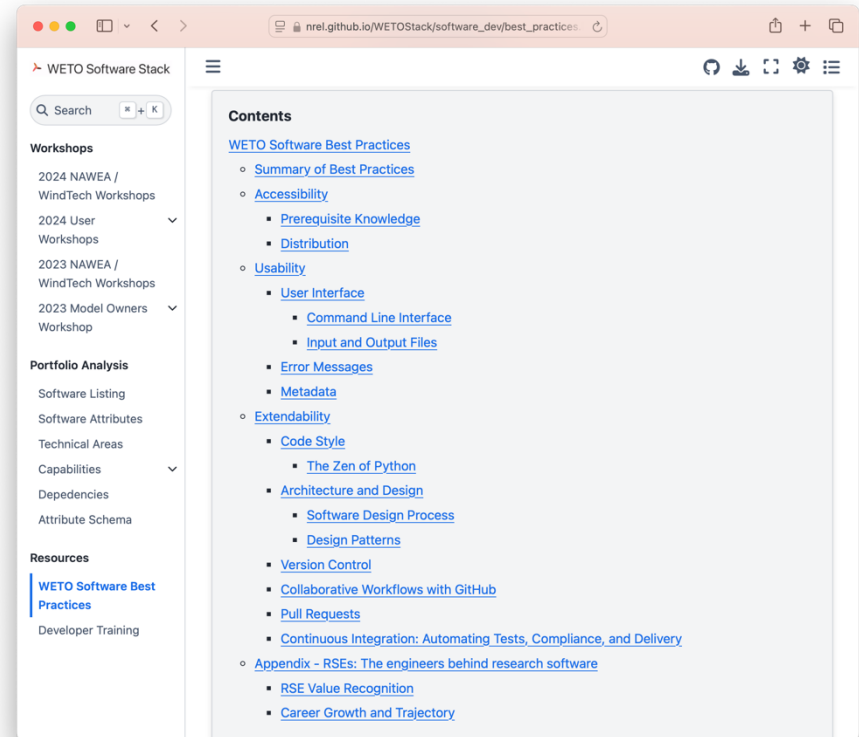 nrel.github.io/WETOStack/software_dev/best_practices
WETO Software Stack
Search ⌘ + K
Workshops
2024 NAWEA /
WindTech Workshops
2024 User
Workshops
2023 NAWEA /
WindTech Workshops
2023 Model Owners
Workshop
Portfolio Analysis
Software Listing
Software Attributes
Technical Areas
Capabilities
Depedencies
Attribute Schema
Resources
WETO Software Best
Practices
Developer Training
Contents
WETO Software Best Practices
Summary of Best Practices
Accessibility
Prerequisite Knowledge
Distribution
Usability
User Interface
Command Line Interface
Input and Output Files
Error Messages
Metadata
Extendability
Code Style
The Zen of Python
Architecture and Design
Software Design Process
Design Patterns
Version Control
Collaborative Workflows with GitHub
Pull Requests
Continuous Integration: Automating Tests, Compliance, and Delivery
Appendix - RSEs: The engineers behind research software
RSE Value Recognition
Career Growth and Trajectory